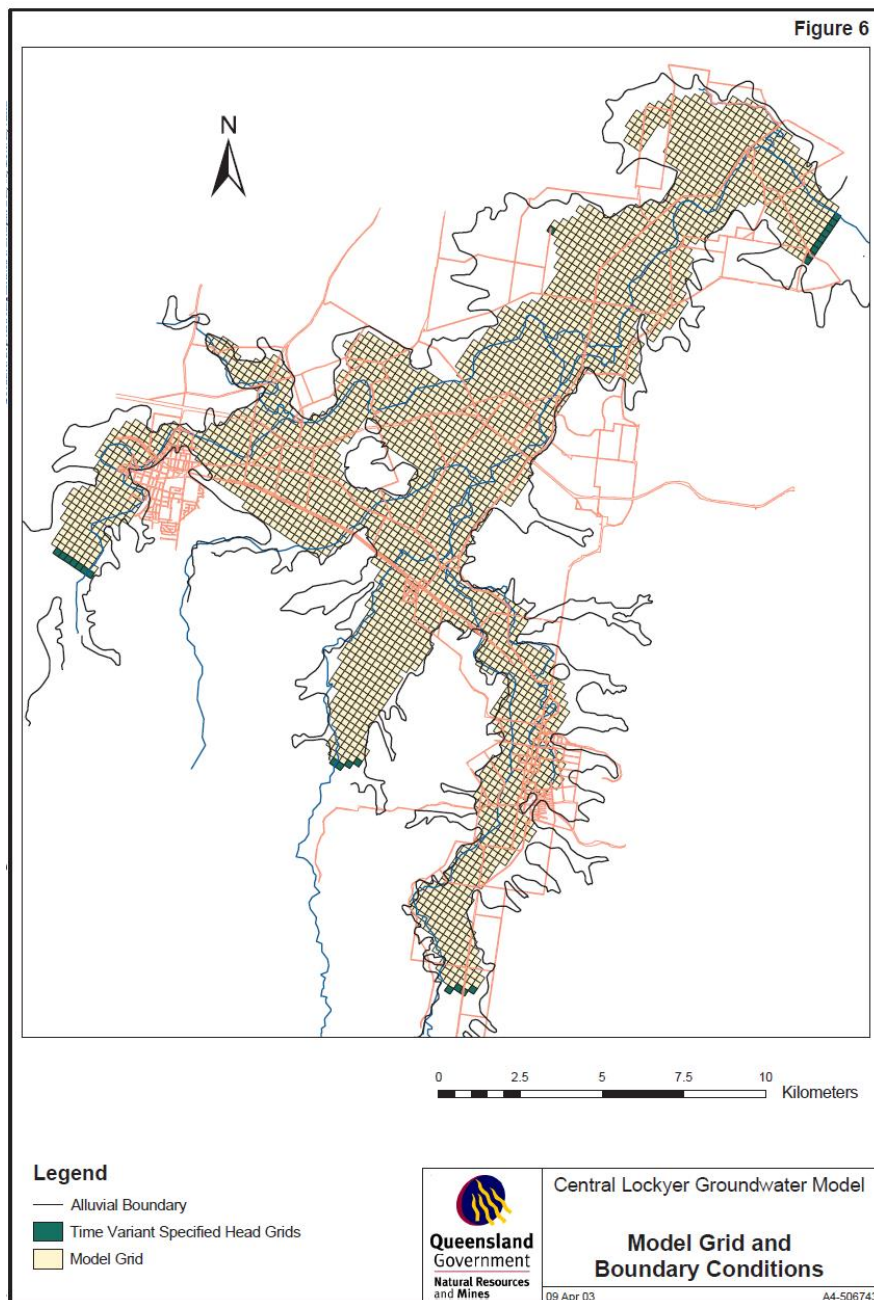 Figure 6
N
0 2.5 5 7.5 10
Kilometers
Legend
Alluvial Boundary
Time Variant Specified Head Grids
Model Grid
Queensland
Government
Natural Resources
and Mines
Central Lockyer Groundwater Model
Model Grid and
Boundary Conditions
09 Apr 03 A4-506743